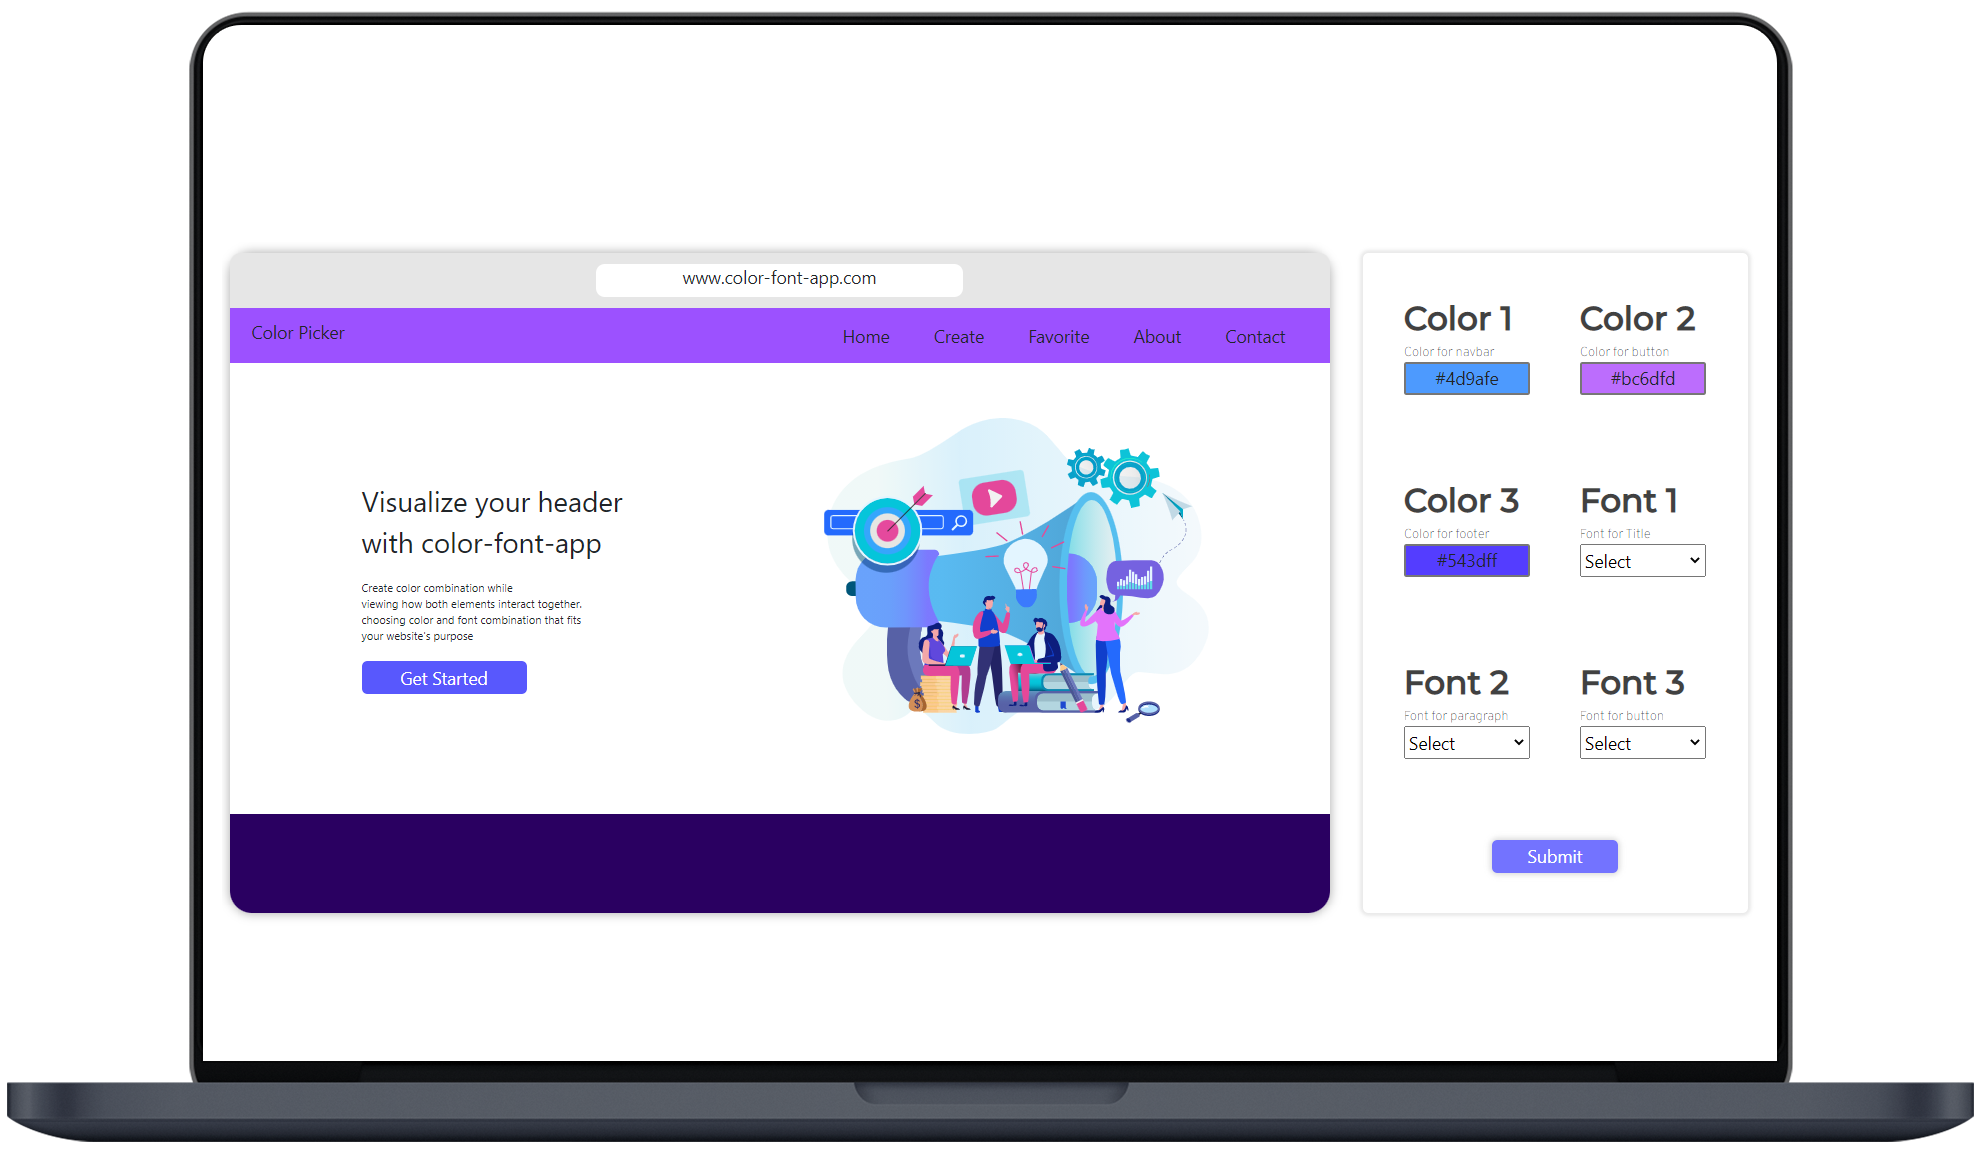 www.color-font-app.com
Color Picker
Home Create Favorite About Contact
Visualize your header
with color-font-app
Create color combination while
viewing how both elements interact together.
choosing color and font combination that fits
your website's purpose
Get Started
$
Color 1
Color for navbar
#4d9afe
Color 2
Color for button
#bc6dfd
Color 3
Color for footer
#543dff
Font 1
Font for Title
Select
Font 2
Font for paragraph
Select
Font 3
Font for button
Select
Submit